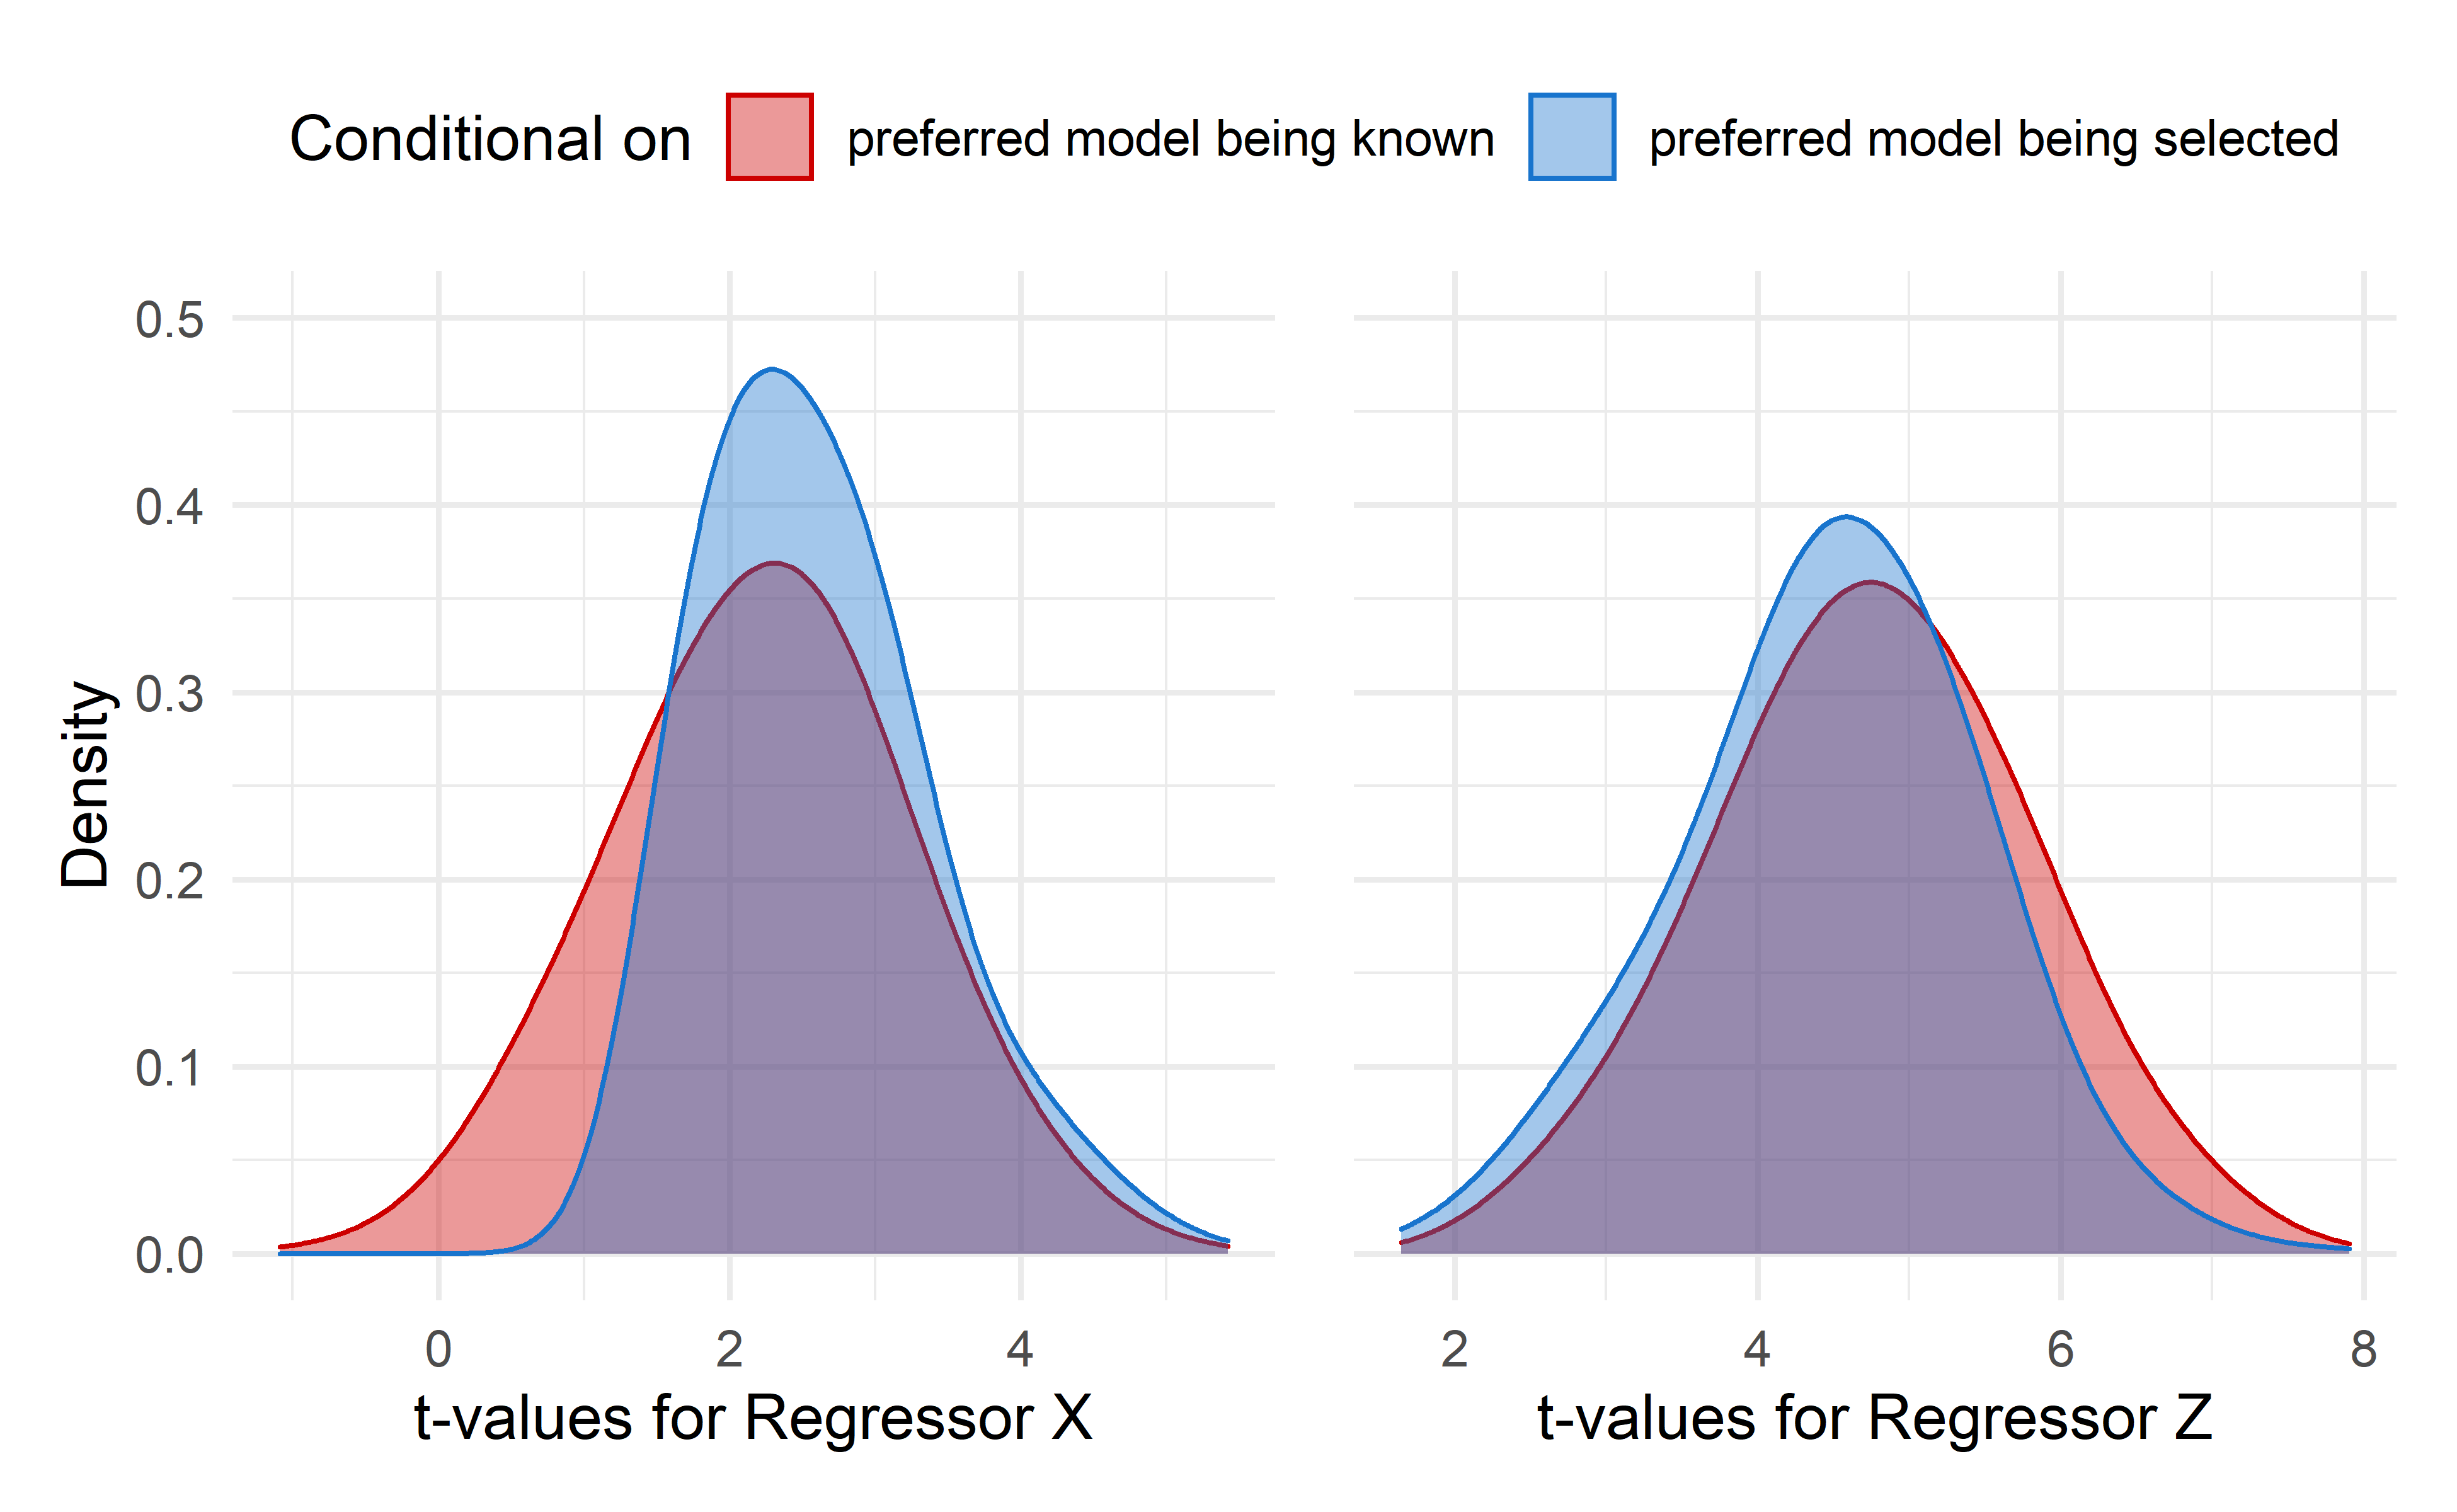 Conditional on preferred model being known preferred model being selected
Density
0.5
0.4
0.3
0.2
0.1
0.0
0 2 4
2 4 6 8
t-values for Regressor X
t-values for Regressor Z